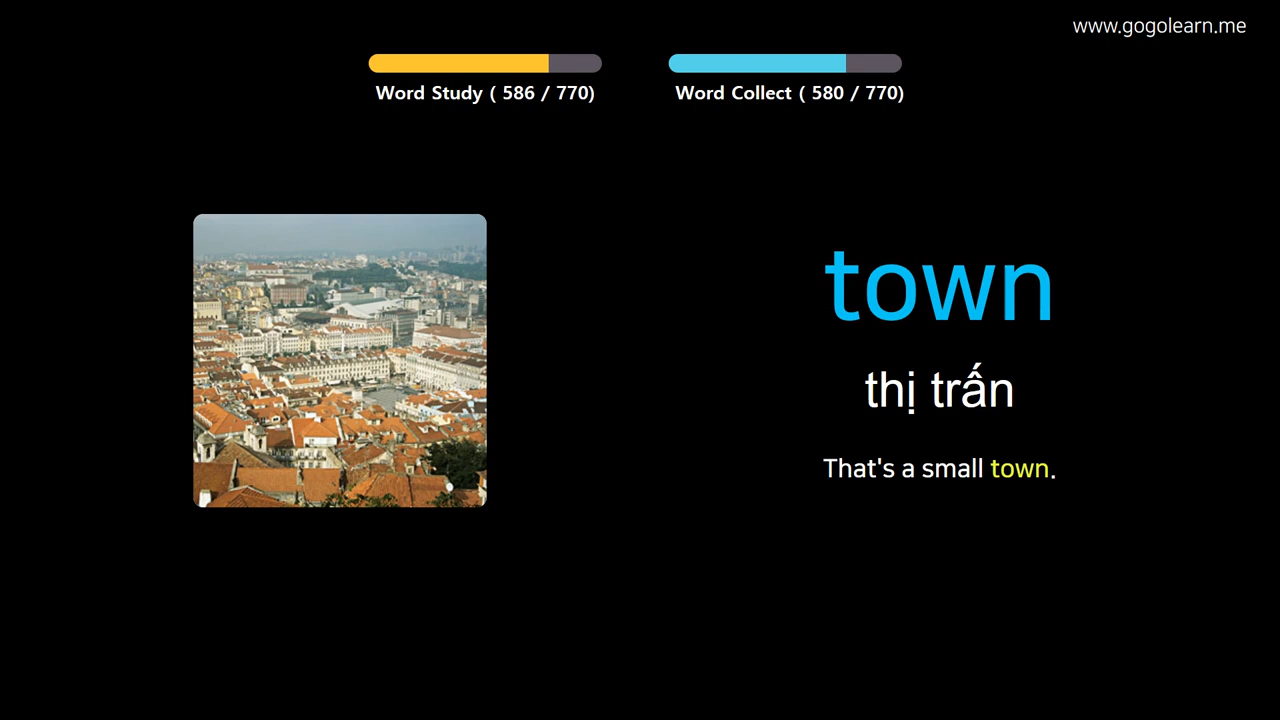 www.gogolearn.me
Word Study ( 586 / 770)
Word Collect ( 580 / 770)
town
thị trấn
That's a small town.